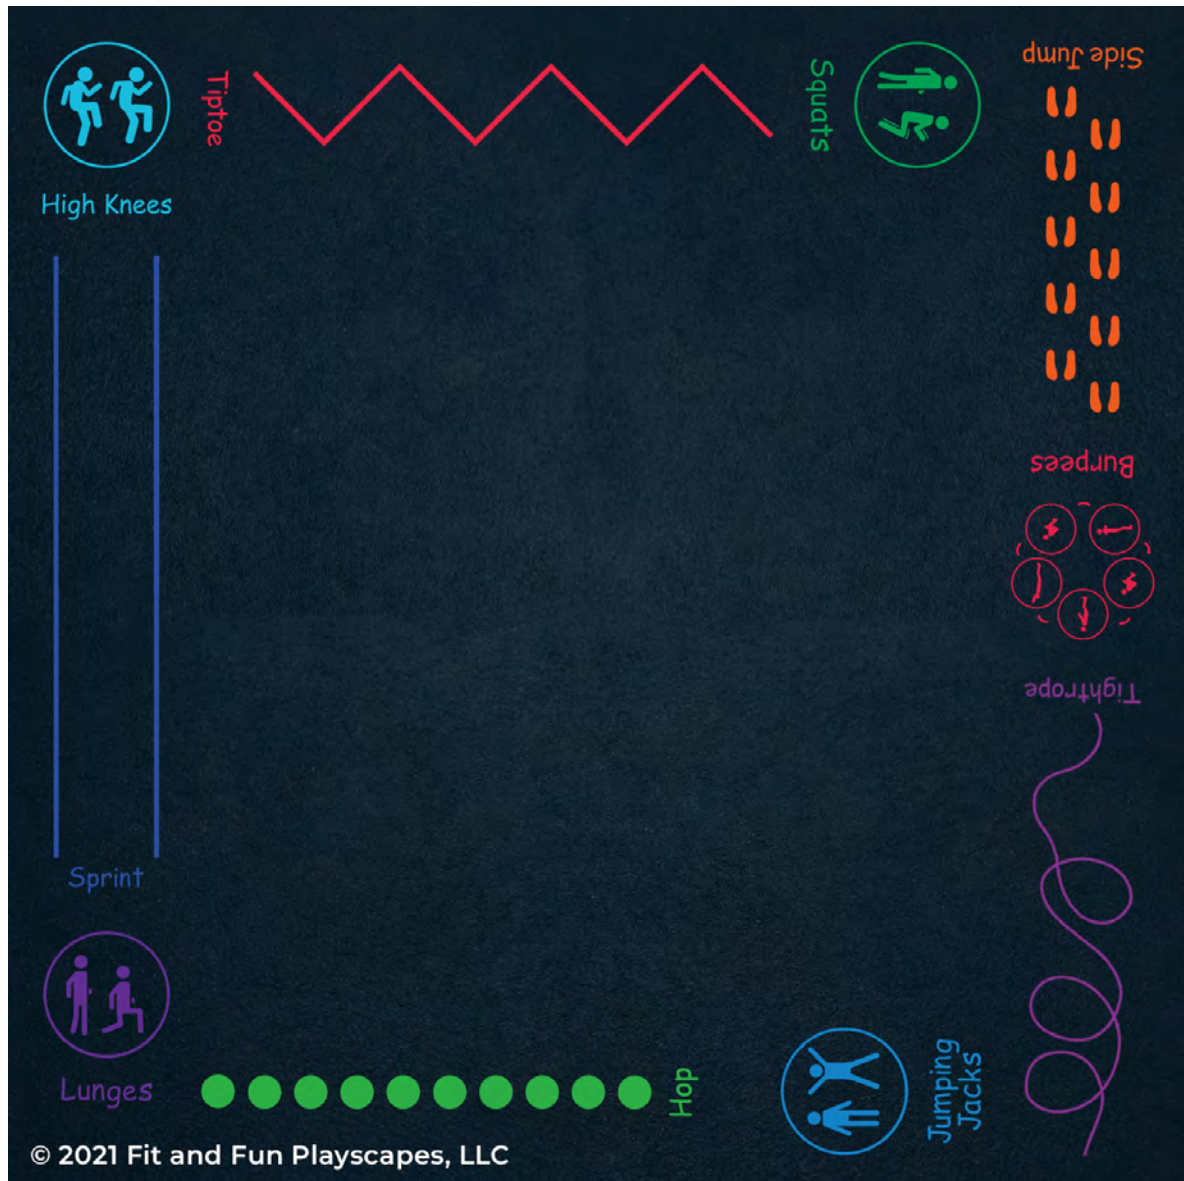 High Knees
Tiptoe
Squats
Side Jump
Burpees
Tightrope
Jumping
Jacks
Hop
Lunges
Sprint
© 2021 Fit and Fun Playscapes, LLC